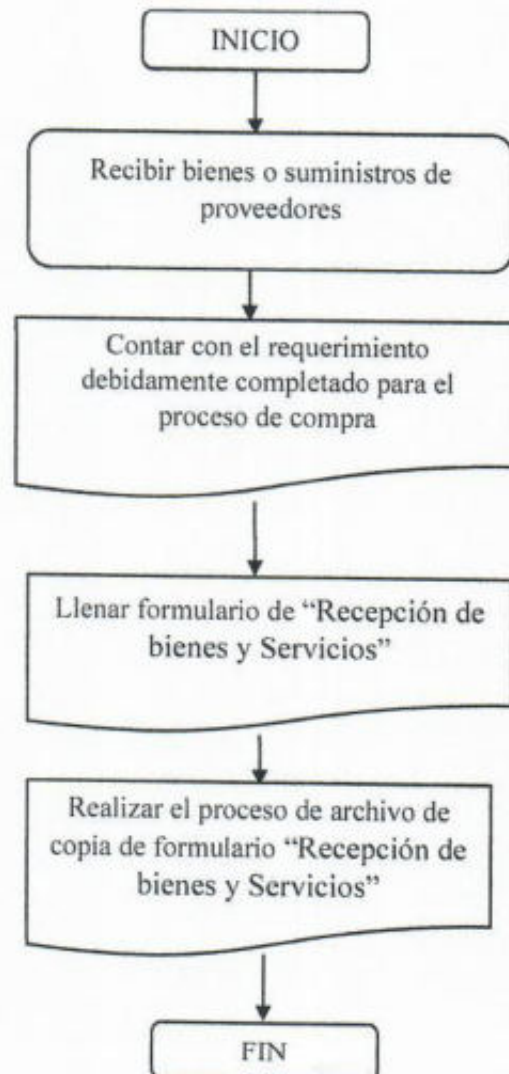 INICIO
Recibir bienes o suministros de
proveedores
Contar con el requerimiento
debidamente completado para el
proceso de compra
Llenar formulario de “Recepción de
bienes y Servicios”
Realizar el proceso de archivo de
copia de formulario “Recepción de
bienes y Servicios”
FIN